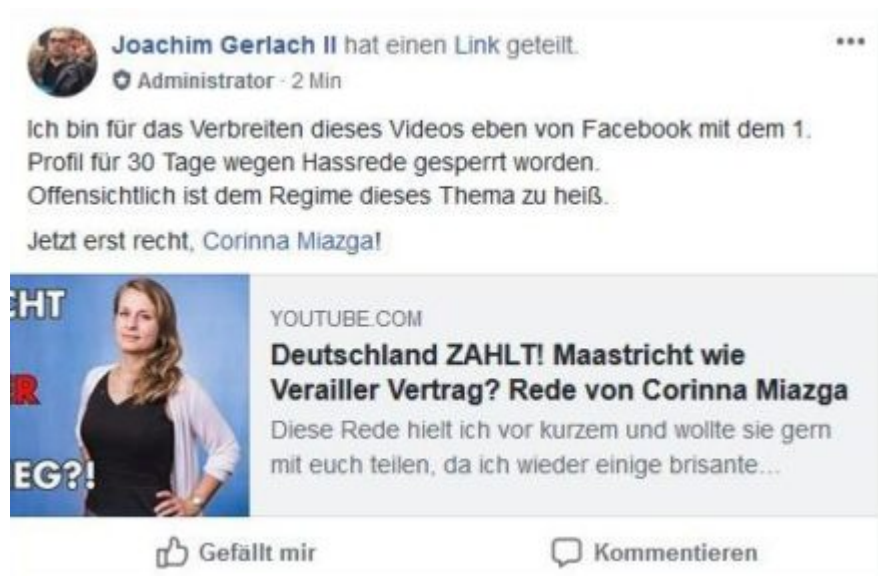 Joachim Gerlach II hat einen Link geteilt.
Administrator · 2 Min
Ich bin für das Verbreiten dieses Videos eben von Facebook mit dem 1.
Profil für 30 Tage wegen Hassrede gesperrt worden.
Offensichtlich ist dem Regime dieses Thema zu heiß.
Jetzt erst recht, Corinna Miazga!
CHT
R
EG?!
YOUTUBE.COM
Deutschland ZAHLT! Maastricht wie
Verailler Vertrag? Rede von Corinna Miazga
Diese Rede hielt ich vor kurzem und wollte sie gern
mit euch teilen, da ich wieder einige brisante...
Gefällt mir
Kommentieren